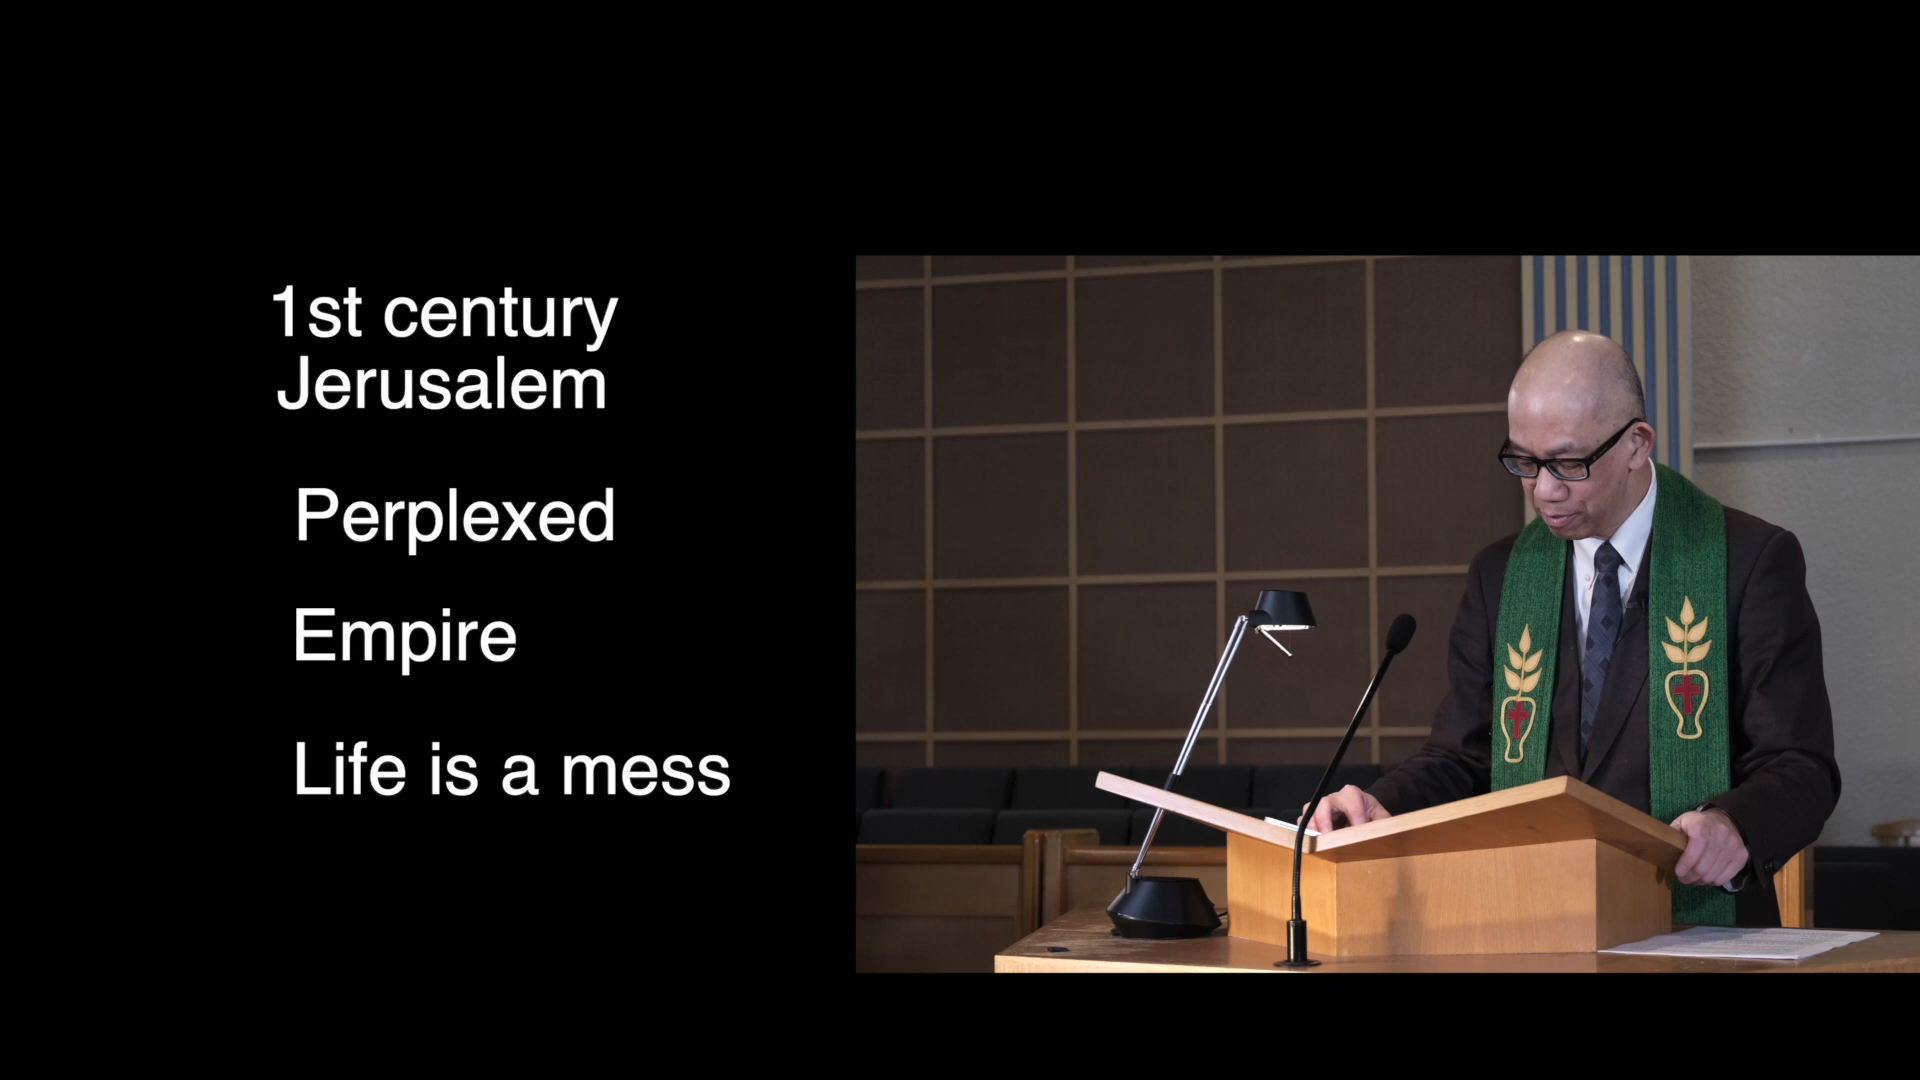 1st century
Jerusalem
Perplexed
Empire
Life is a mess